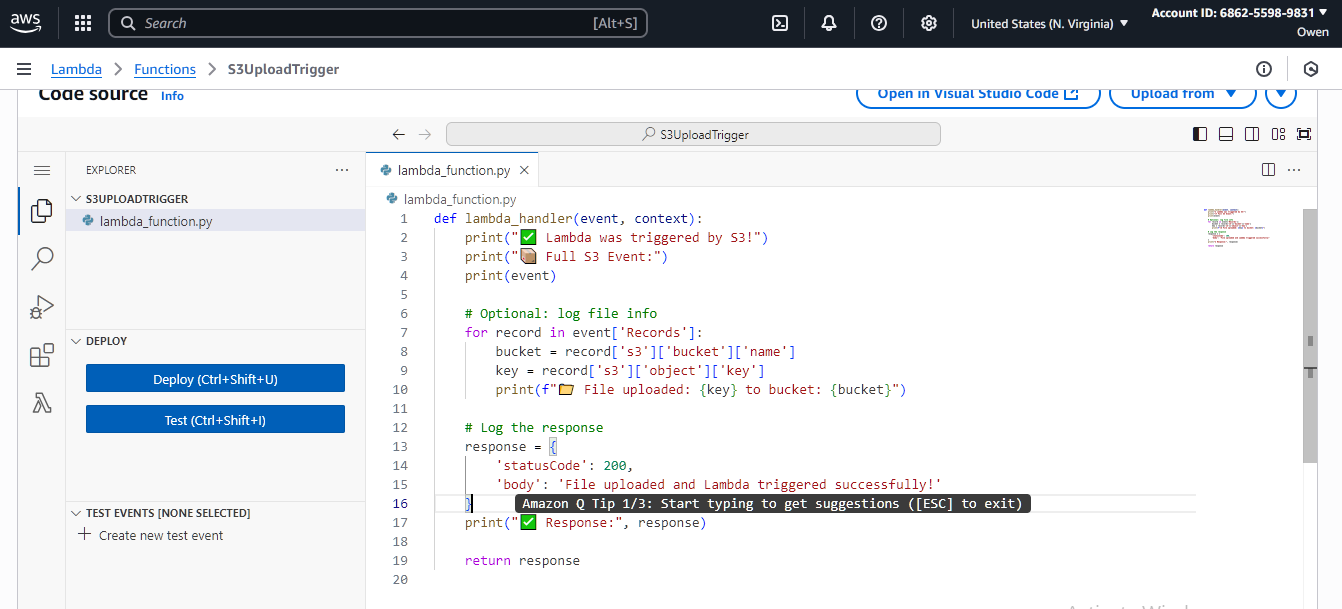 aws
Search [Alt+S]
United States (N. Virginia)
Account ID: 6862-5598-9831
Owen
Lambda > Functions > S3UploadTrigger
Code source Info
Open in Visual Studio Code
Upload from
S3UploadTrigger
EXPLORER
S3UPLOADTRIGGER
lambda_function.py
DEPLOY
Deploy (Ctrl+Shift+U)
Test (Ctrl+Shift+I)
TEST EVENTS [NONE SELECTED]
Create new test event
lambda_function.py
lambda_function.py
1 def lambda_handler(event, context):
2 print("✅ Lambda was triggered by S3!")
3 print("📦 Full S3 Event:")
4 print(event)
5
6 # Optional: log file info
7 for record in event['Records']:
8 bucket = record['s3']['bucket']['name']
9 key = record['s3']['object']['key']
10 print(f"📁 File uploaded: {key} to bucket: {bucket}")
11
12 # Log the response
13 response = {
14 'statusCode': 200,
15 'body': 'File uploaded and Lambda triggered successfully!'
16 } Amazon Q Tip 1/3: Start typing to get suggestions ([ESC] to exit)
17 print("✅ Response:", response)
18
19 return response
20